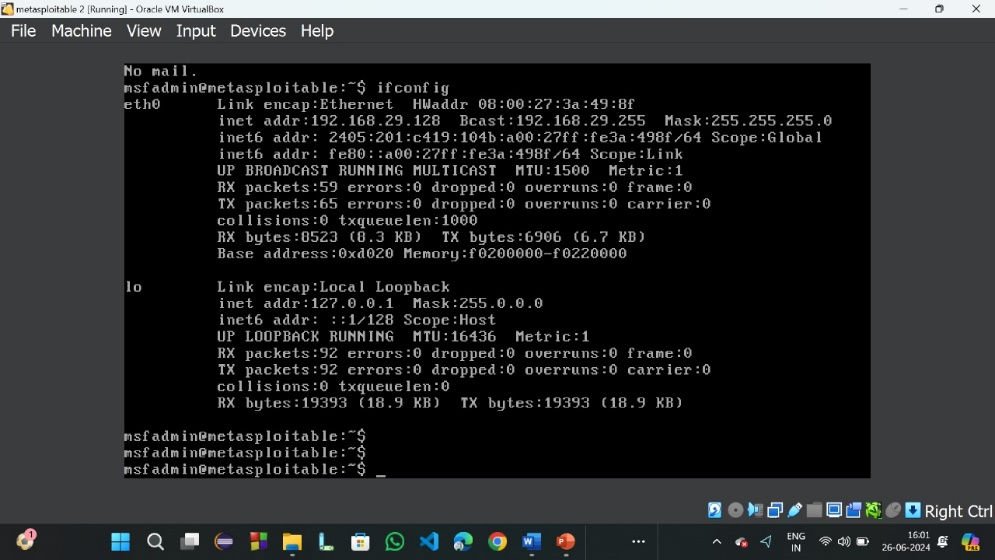 metasploitable 2 [Running] - Oracle VM VirtualBox
File Machine View Input Devices Help
No mail.
msfadmin@metasploitable:~$ ifconfig
eth0 Link encap:Ethernet HWaddr 08:00:27:3a:49:8f
inet addr:192.168.29.128 Bcast:192.168.29.255 Mask:255.255.255.0
inet6 addr: 2405:201:c419:104b:a00:27ff:fe3a:498f/64 Scope:Global
inet6 addr: fe80::a00:27ff:fe3a:498f/64 Scope:Link
UP BROADCAST RUNNING MULTICAST MTU:1500 Metric:1
RX packets:59 errors:0 dropped:0 overruns:0 frame:0
TX packets:65 errors:0 dropped:0 overruns:0 carrier:0
collisions:0 txqueuelen:1000
RX bytes:8523 (8.3 KB) TX bytes:6906 (6.7 KB)
Base address:0xd020 Memory:f0200000-f0220000
lo Link encap:Local Loopback
inet addr:127.0.0.1 Mask:255.0.0.0
inet6 addr: ::1/128 Scope:Host
UP LOOPBACK RUNNING MTU:16436 Metric:1
RX packets:92 errors:0 dropped:0 overruns:0 frame:0
TX packets:92 errors:0 dropped:0 overruns:0 carrier:0
collisions:0 txqueuelen:0
RX bytes:19393 (18.9 KB) TX bytes:19393 (18.9 KB)
msfadmin@metasploitable:~$
msfadmin@metasploitable:~$
msfadmin@metasploitable:~$ _
Right Ctrl
1
ENG
IN
16:01
26-06-2024